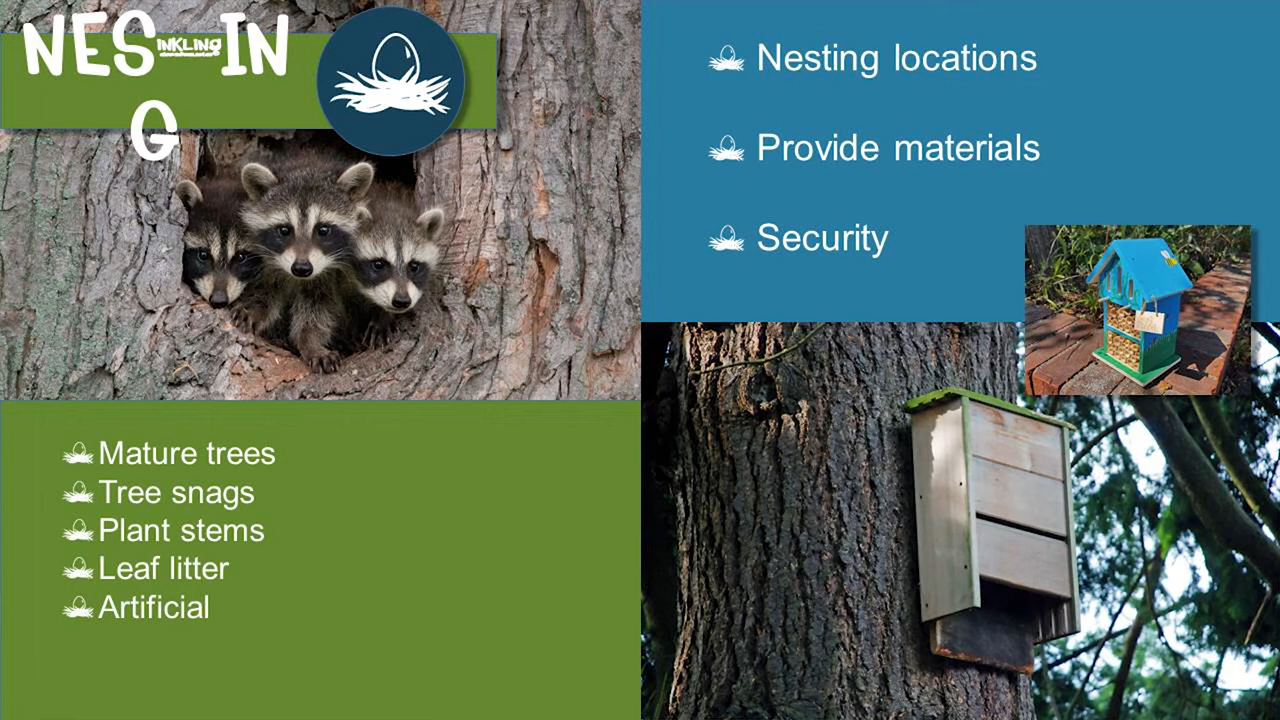 NES INKLING IN
G
Nesting locations
Provide materials
Security
Mature trees
Tree snags
Plant stems
Leaf litter
Artificial